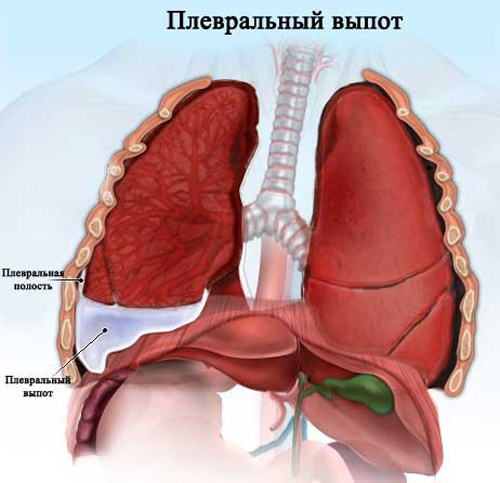 Плевральный выпот
Плевральная
полость
Плевральный
выпот